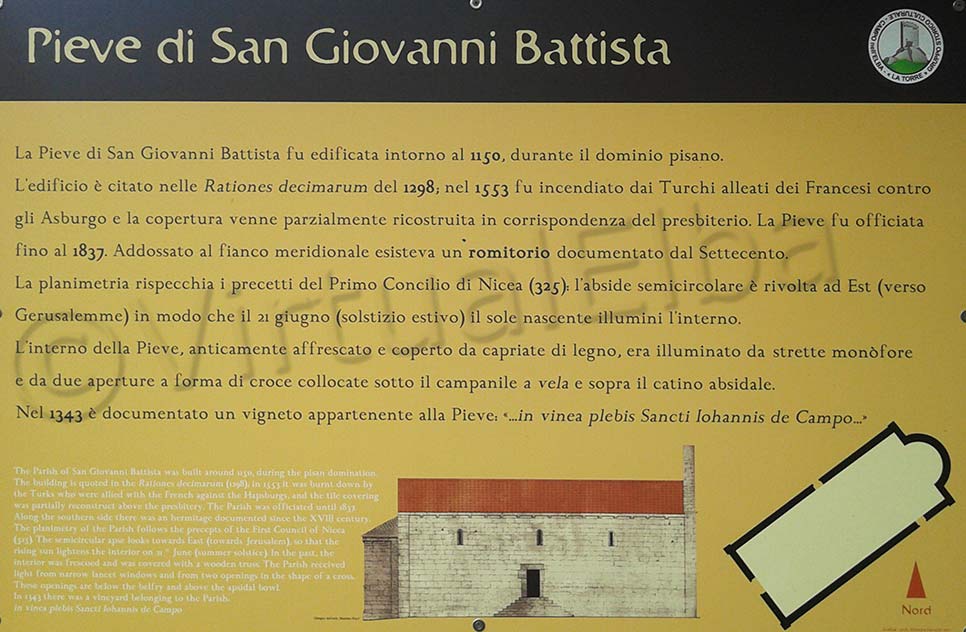 Pieve di San Giovanni Battista
GRUPPO STORICO CULTURALE - CAMPO nell'ELBA - « LA TORRE »
La Pieve di San Giovanni Battista fu edificata intorno al 1150, durante il dominio pisano.
L'edificio è citato nelle Rationes decimarum del 1298; nel 1553 fu incendiato dai Turchi alleati dei Francesi contro
gli Asburgo e la copertura venne parzialmente ricostruita in corrispondenza del presbiterio. La Pieve fu officiata
fino al 1837. Addossato al fianco meridionale esisteva un romitorio documentato dal Settecento.
La planimetria rispecchia i precetti del Primo Concilio di Nicea (325): l'abside semicircolare è rivolta ad Est (verso
Gerusalemme) in modo che il 21 giugno (solstizio estivo) il sole nascente illumini l'interno.
L'interno della Pieve, anticamente affrescato e coperto da capriate di legno, era illuminato da strette monòfore
e da due aperture a forma di croce collocate sotto il campanile a vela e sopra il catino absidale.
Nel 1343 è documentato un vigneto appartenente alla Pieve: "...in vinea plebis Sancti Iohannis de Campo..."
©VirtualElba
The Parish of San Giovanni Battista was built around 1150, during the pisan domination.
The building is quoted in the Rationes decimarum (1298); in 1553 it was burnt down by
the Turks who were allied with the French against the Hapsburgs, and the tile covering
was partially reconstruct above the presbitery. The Parish was officiated until 1837.
Along the southern side there was an hermitage documented since the XVIII century.
The planimetry of the Parish follows the precepts of the First Council of Nicea
The semicircular apse looks towards East (towards Jerusalem), so that the
rising sun lightens the interior on 21 ° June (summer solstice). In the past, the
interior was frescued and was covered with a wooden truss. The Parish received
light from narrow lancet windows and from two openings in the shape of a cross.
These openings are below the belfry and above the apsidal bowl.
In 1343 there was a vineyard belonging to the Parish:
in vinea plebis Sancti Iohannis de Campo
Nord